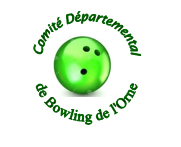 Comité Départemental
de Bowling de l'Orne